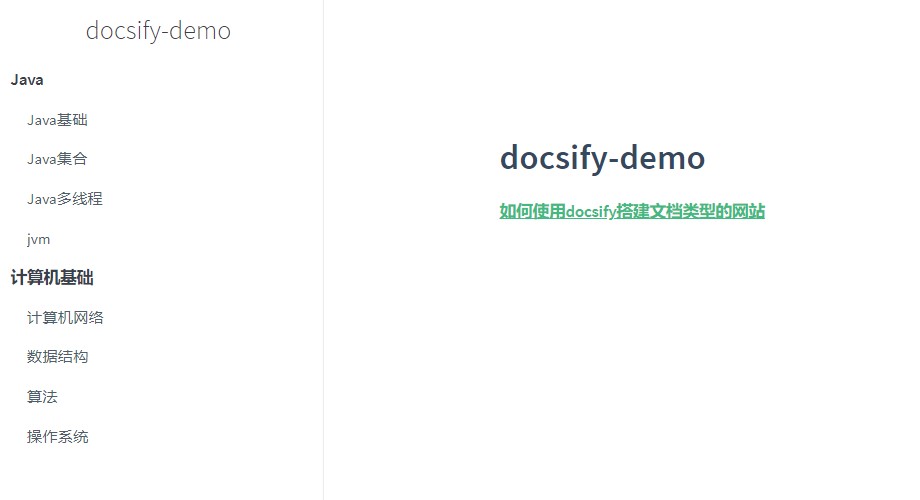 docsify-demo
Java
Java基础
Java集合
Java多线程
jvm
计算机基础
计算机网络
数据结构
算法
操作系统
docsify-demo
如何使用docsify搭建文档类型的网站